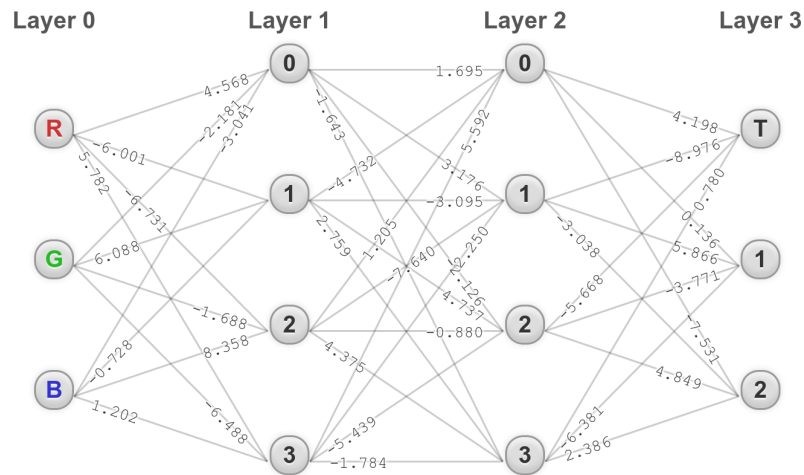 Layer 0 Layer 1 Layer 2 Layer 3
0 0
4.568 1.695
-2.181 -1.643 5.592 4.198
R -3.041 T
-6.001 -8.976
5.782 -4.732 3.176 0.780
1 1
-6.731 -3.095
2.759 1.205 2.250 -3.038 0.136
6.088 5.866
G -7.640 1
-3.771
4.737 -5.668
-1.688 2 -0.880 2
8.358 4.375 -7.531
-0.728
4.849
B 2
1.202 -6.488 -6.381
-5.439 2.386
3 -1.784 3